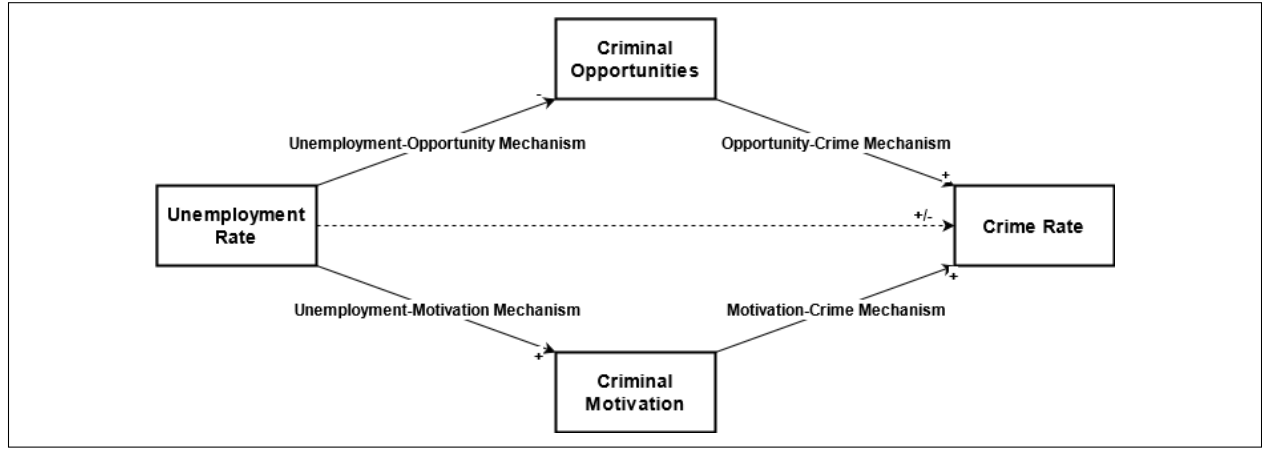 Criminal
Opportunities
-
Unemployment-Opportunity Mechanism
Opportunity-Crime Mechanism
+
Unemployment
Rate
+/-
Crime Rate
+
Unemployment-Motivation Mechanism
Motivation-Crime Mechanism
+
Criminal
Motivation